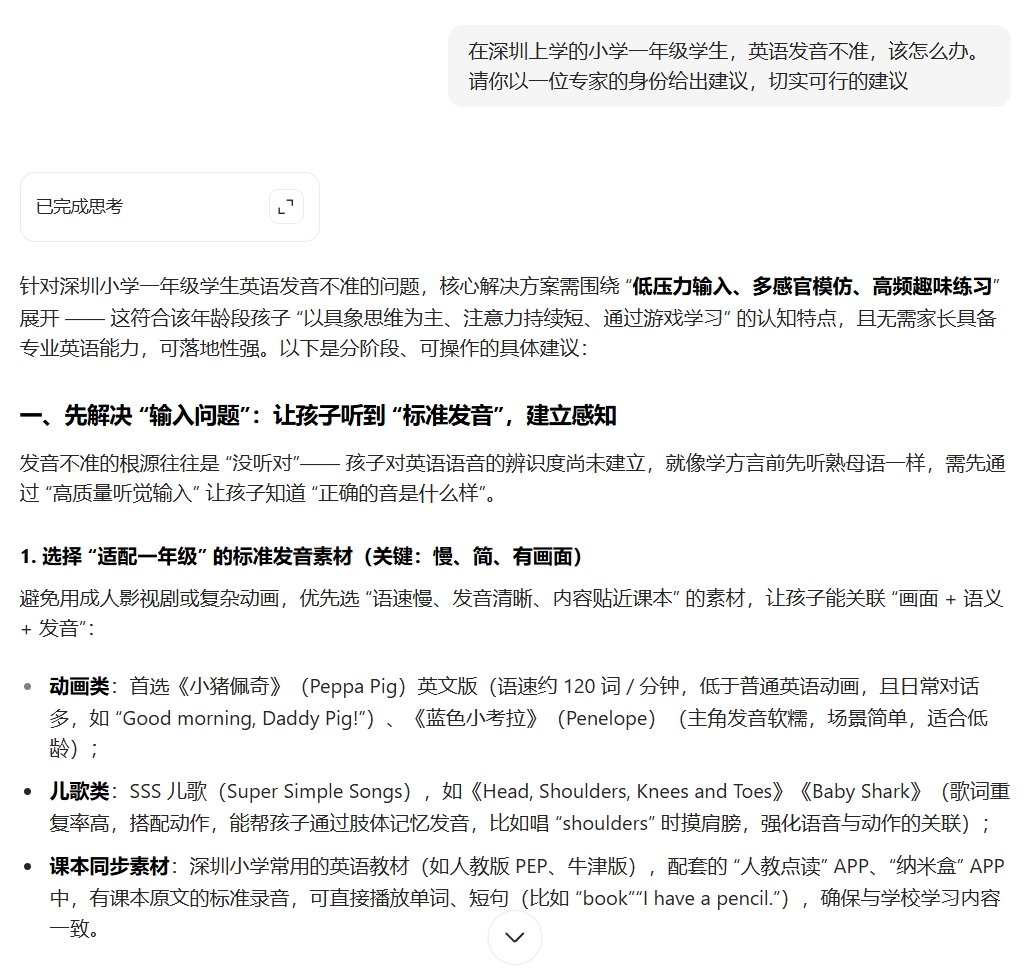 在深圳上学的小学一年级学生，英语发音不准，该怎么办。
请你以一位专家的身份给出建议，切实可行的建议
已完成思考
针对深圳小学一年级学生英语发音不准的问题，核心解决方案需围绕 “低压力输入、多感官模仿、高频趣味练习”
展开 —— 这符合该年龄段孩子 “以具象思维为主、注意力持续短、通过游戏学习” 的认知特点，且无需家长具备
专业英语能力，可落地性强。以下是分阶段、可操作的具体建议：
一、先解决 “输入问题”：让孩子听到 “标准发音”，建立感知
发音不准的根源往往是 “没听对”—— 孩子对英语语音的辨识度尚未建立，就像学方言前先听熟母语一样，需先通
过 “高质量听觉输入” 让孩子知道 “正确的音是什么样”。
1. 选择 “适配一年级” 的标准发音素材（关键：慢、简、有画面）
避免用成人影视剧或复杂动画，优先选 “语速慢、发音清晰、内容贴近课本” 的素材，让孩子能关联 “画面 + 语义
+ 发音”：
• 动画类：首选《小猪佩奇》（Peppa Pig）英文版（语速约 120 词 / 分钟，低于普通英语动画，且日常对话
多，如 “Good morning, Daddy Pig!”）、《蓝色小考拉》（Penelope）（主角发音软糯，场景简单，适合低
龄）；
• 儿歌类：SSS 儿歌（Super Simple Songs），如《Head, Shoulders, Knees and Toes》《Baby Shark》（歌词重
复率高，搭配动作，能帮孩子通过肢体记忆发音，比如唱 “shoulders” 时摸肩膀，强化语音与动作的关联）；
• 课本同步素材：深圳小学常用的英语教材（如人教版 PEP、牛津版），配套的 “人教点读” APP、“纳米盒” APP
中，有课本原文的标准录音，可直接播放单词、短句（比如 “book”“I have a pencil.”），确保与学校学习内容
一致。